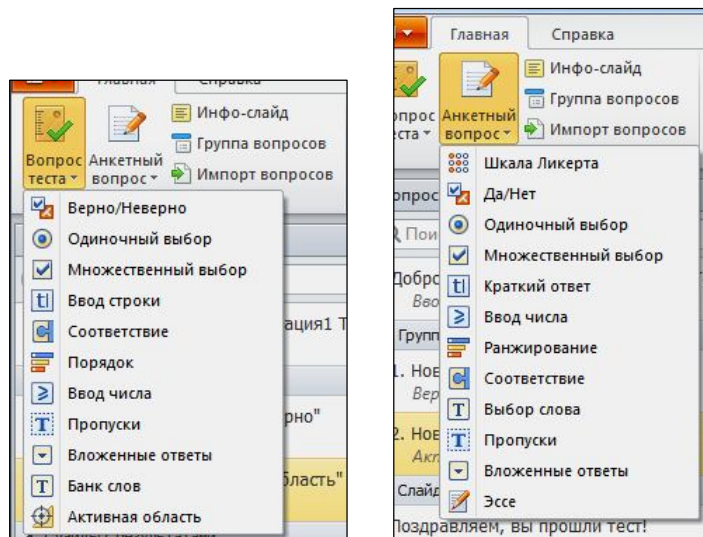 Главная Справка
Вопрос теста
Анкетный вопрос
Инфо-слайд
Группа вопросов
Импорт вопросов
Верно/Неверно
Одиночный выбор
Множественный выбор
Ввод строки
Соответствие
Порядок
Ввод числа
Пропуски
Вложенные ответы
Банк слов
Активная область
Главная Справка
Анкетный вопрос
Инфо-слайд
Группа вопросов
Импорт вопросов
Шкала Ликерта
Да/Нет
Одиночный выбор
Множественный выбор
Краткий ответ
Ввод числа
Ранжирование
Соответствие
Выбор слова
Пропуски
Вложенные ответы
Эссе
Поздравляем, вы прошли тест!